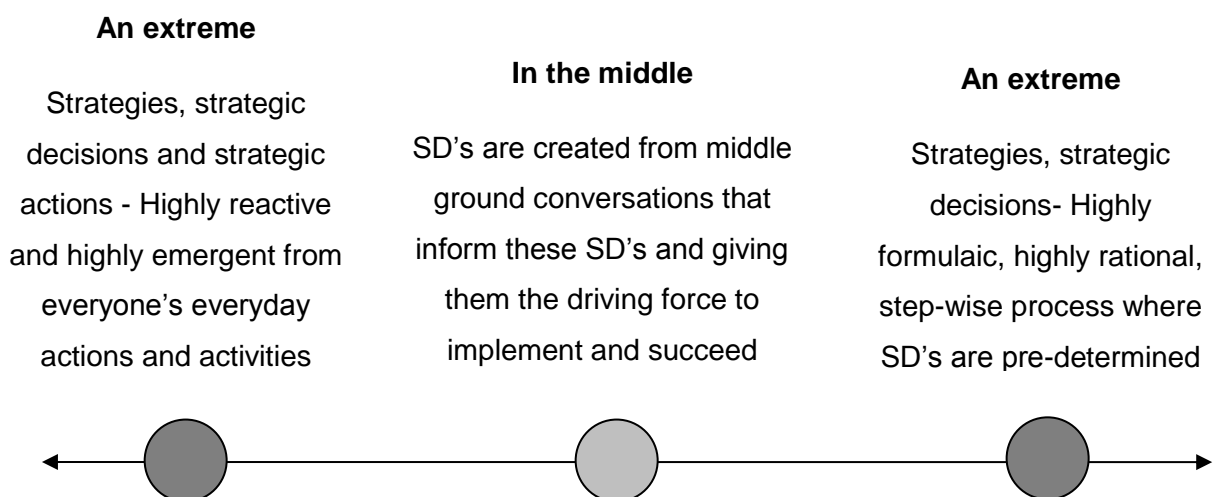 An extreme
Strategies, strategic
decisions and strategic
actions - Highly reactive
and highly emergent from
everyone’s everyday
actions and activities
In the middle
SD’s are created from middle
ground conversations that
inform these SD’s and giving
them the driving force to
implement and succeed
An extreme
Strategies, strategic
decisions- Highly
formulaic, highly rational,
step-wise process where
SD’s are pre-determined